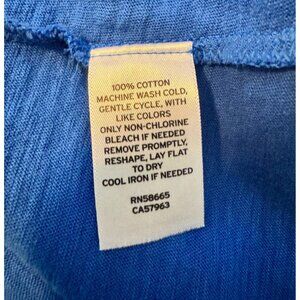 100% COTTON
MACHINE WASH COLD,
GENTLE CYCLE, WITH
LIKE COLORS
ONLY NON-CHLORINE
BLEACH IF NEEDED
REMOVE PROMPTLY,
RESHAPE, LAY FLAT
TO DRY
COOL IRON IF NEEDED
RN58665
CA57963